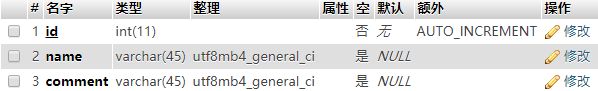 # 名字 类型 整理 属性 空 默认 额外 操作
1 id int(11) 否 无 AUTO_INCREMENT 修改
2 name varchar(45) utf8mb4_general_ci 是 NULL 修改
3 comment varchar(45) utf8mb4_general_ci 是 NULL 修改